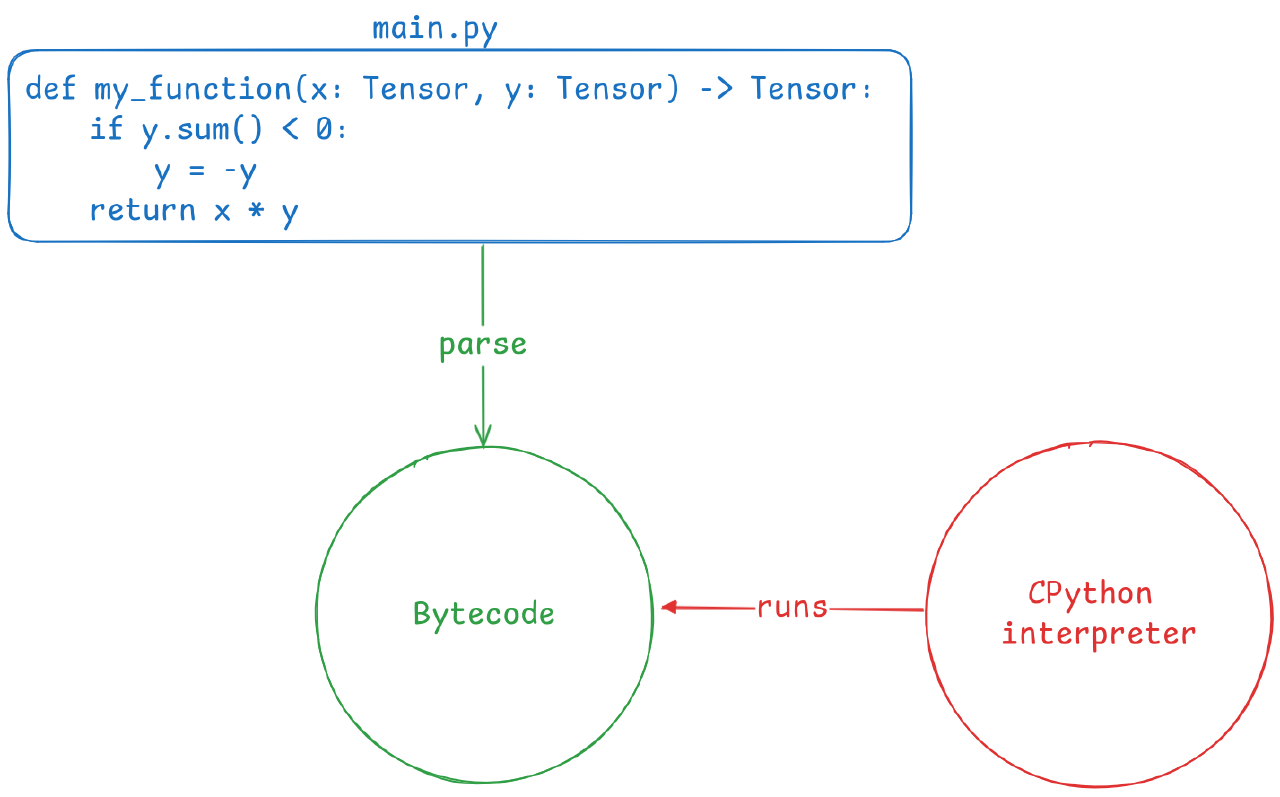 main.py
def my_function(x: Tensor, y: Tensor) -> Tensor:
    if y.sum() < 0:
        y = -y
    return x * y
parse
Bytecode
runs
CPython
interpreter